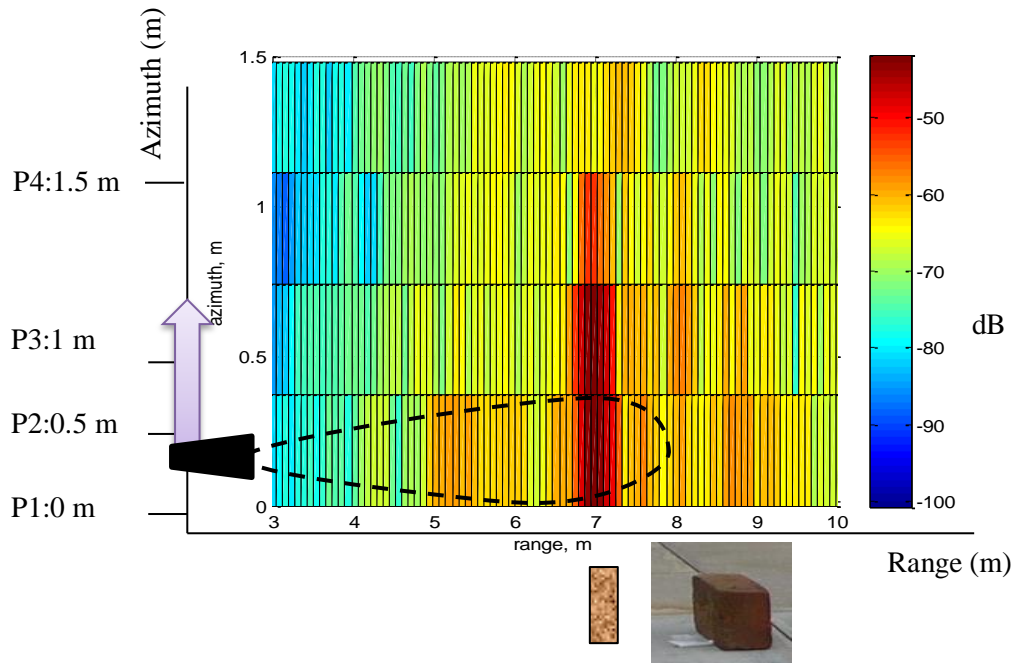 Azimuth (m)
P4:1.5 m
P3:1 m
P2:0.5 m
P1:0 m
azimuth, m
1.5
1
0.5
0
3 4 5 6 7 8 9 10
range, m
Range (m)
-50
-60
-70
-80
-90
-100
dB